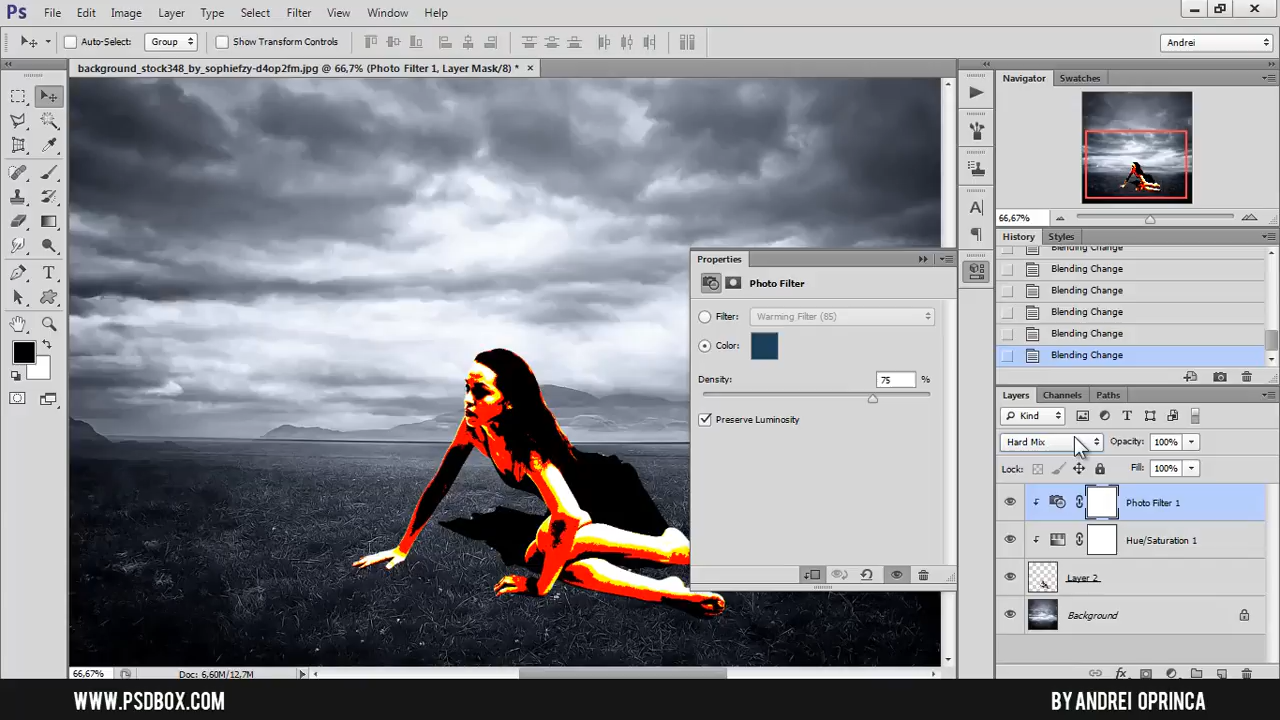 Ps File Edit Image Layer Type Select Filter View Window Help
Auto-Select: Group Show Transform Controls Andrei
background_stock348_by_sophiefzy-d4op2fm.jpg @ 66,7% (Photo Filter 1, Layer Mask/8) *
Navigator Swatches
66,67%
History Styles
Blending Change
Blending Change
Blending Change
Blending Change
Blending Change
Blending Change
Properties
Photo Filter
Filter: Warming Filter (85)
Color:
Density: 75 %
Preserve Luminosity
Layers Channels Paths
Kind
Hard Mix Opacity: 100%
Lock: Fill: 100%
Photo Filter 1
Hue/Saturation 1
Layer 2
Background
66,67% Doc: 6,60M/12,7M
WWW.PSDBOX.COM BY ANDREI OPRINCA